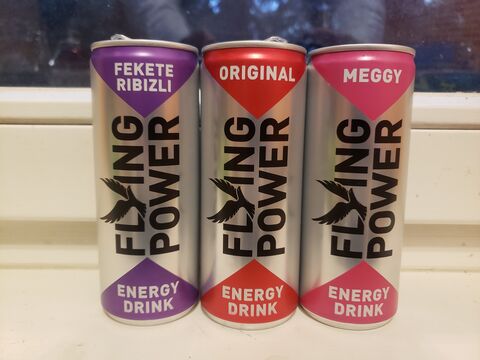 FEKETE
RIBIZLI
FLYING
POWER
ENERGY
DRINK
ORIGINAL
FLYING
POWER
ENERGY
DRINK
MEGGY
FLYING
POWER
ENERGY
DRINK